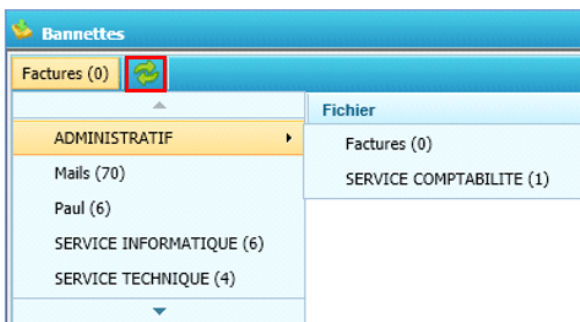 Bannettes
Factures (0)
Fichier
ADMINISTRATIF
Factures (0)
Mails (70)
SERVICE COMPTABILITE (1)
Paul (6)
SERVICE INFORMATIQUE (6)
SERVICE TECHNIQUE (4)